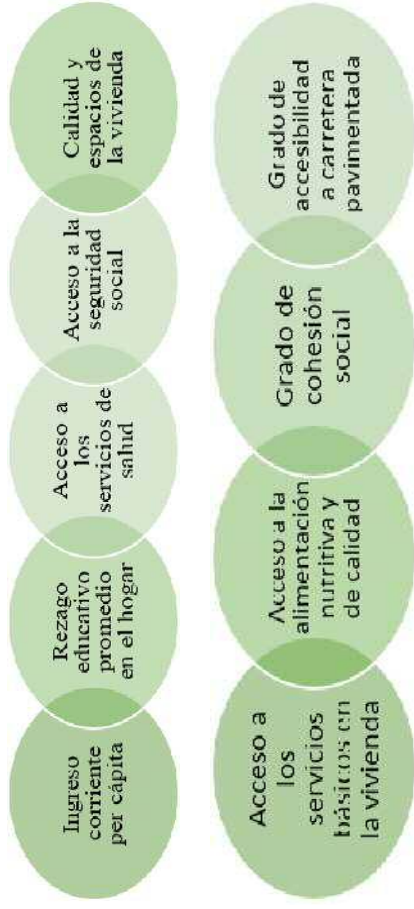 Ingreso
corriente
per cápita
Rezago
educativo
promedio
en el hogar
Acceso a
los
servicios de
salud
Acceso a la
seguridad
social
Calidad y
espacios de
la vivienda
Acceso a
los
servicios
básicos en
la vivienda
Acceso a la
alimentación
nutritiva y
de calidad
Grado de
cohesión
social
Grado de
accesibilidad
a carretera
pavimentada